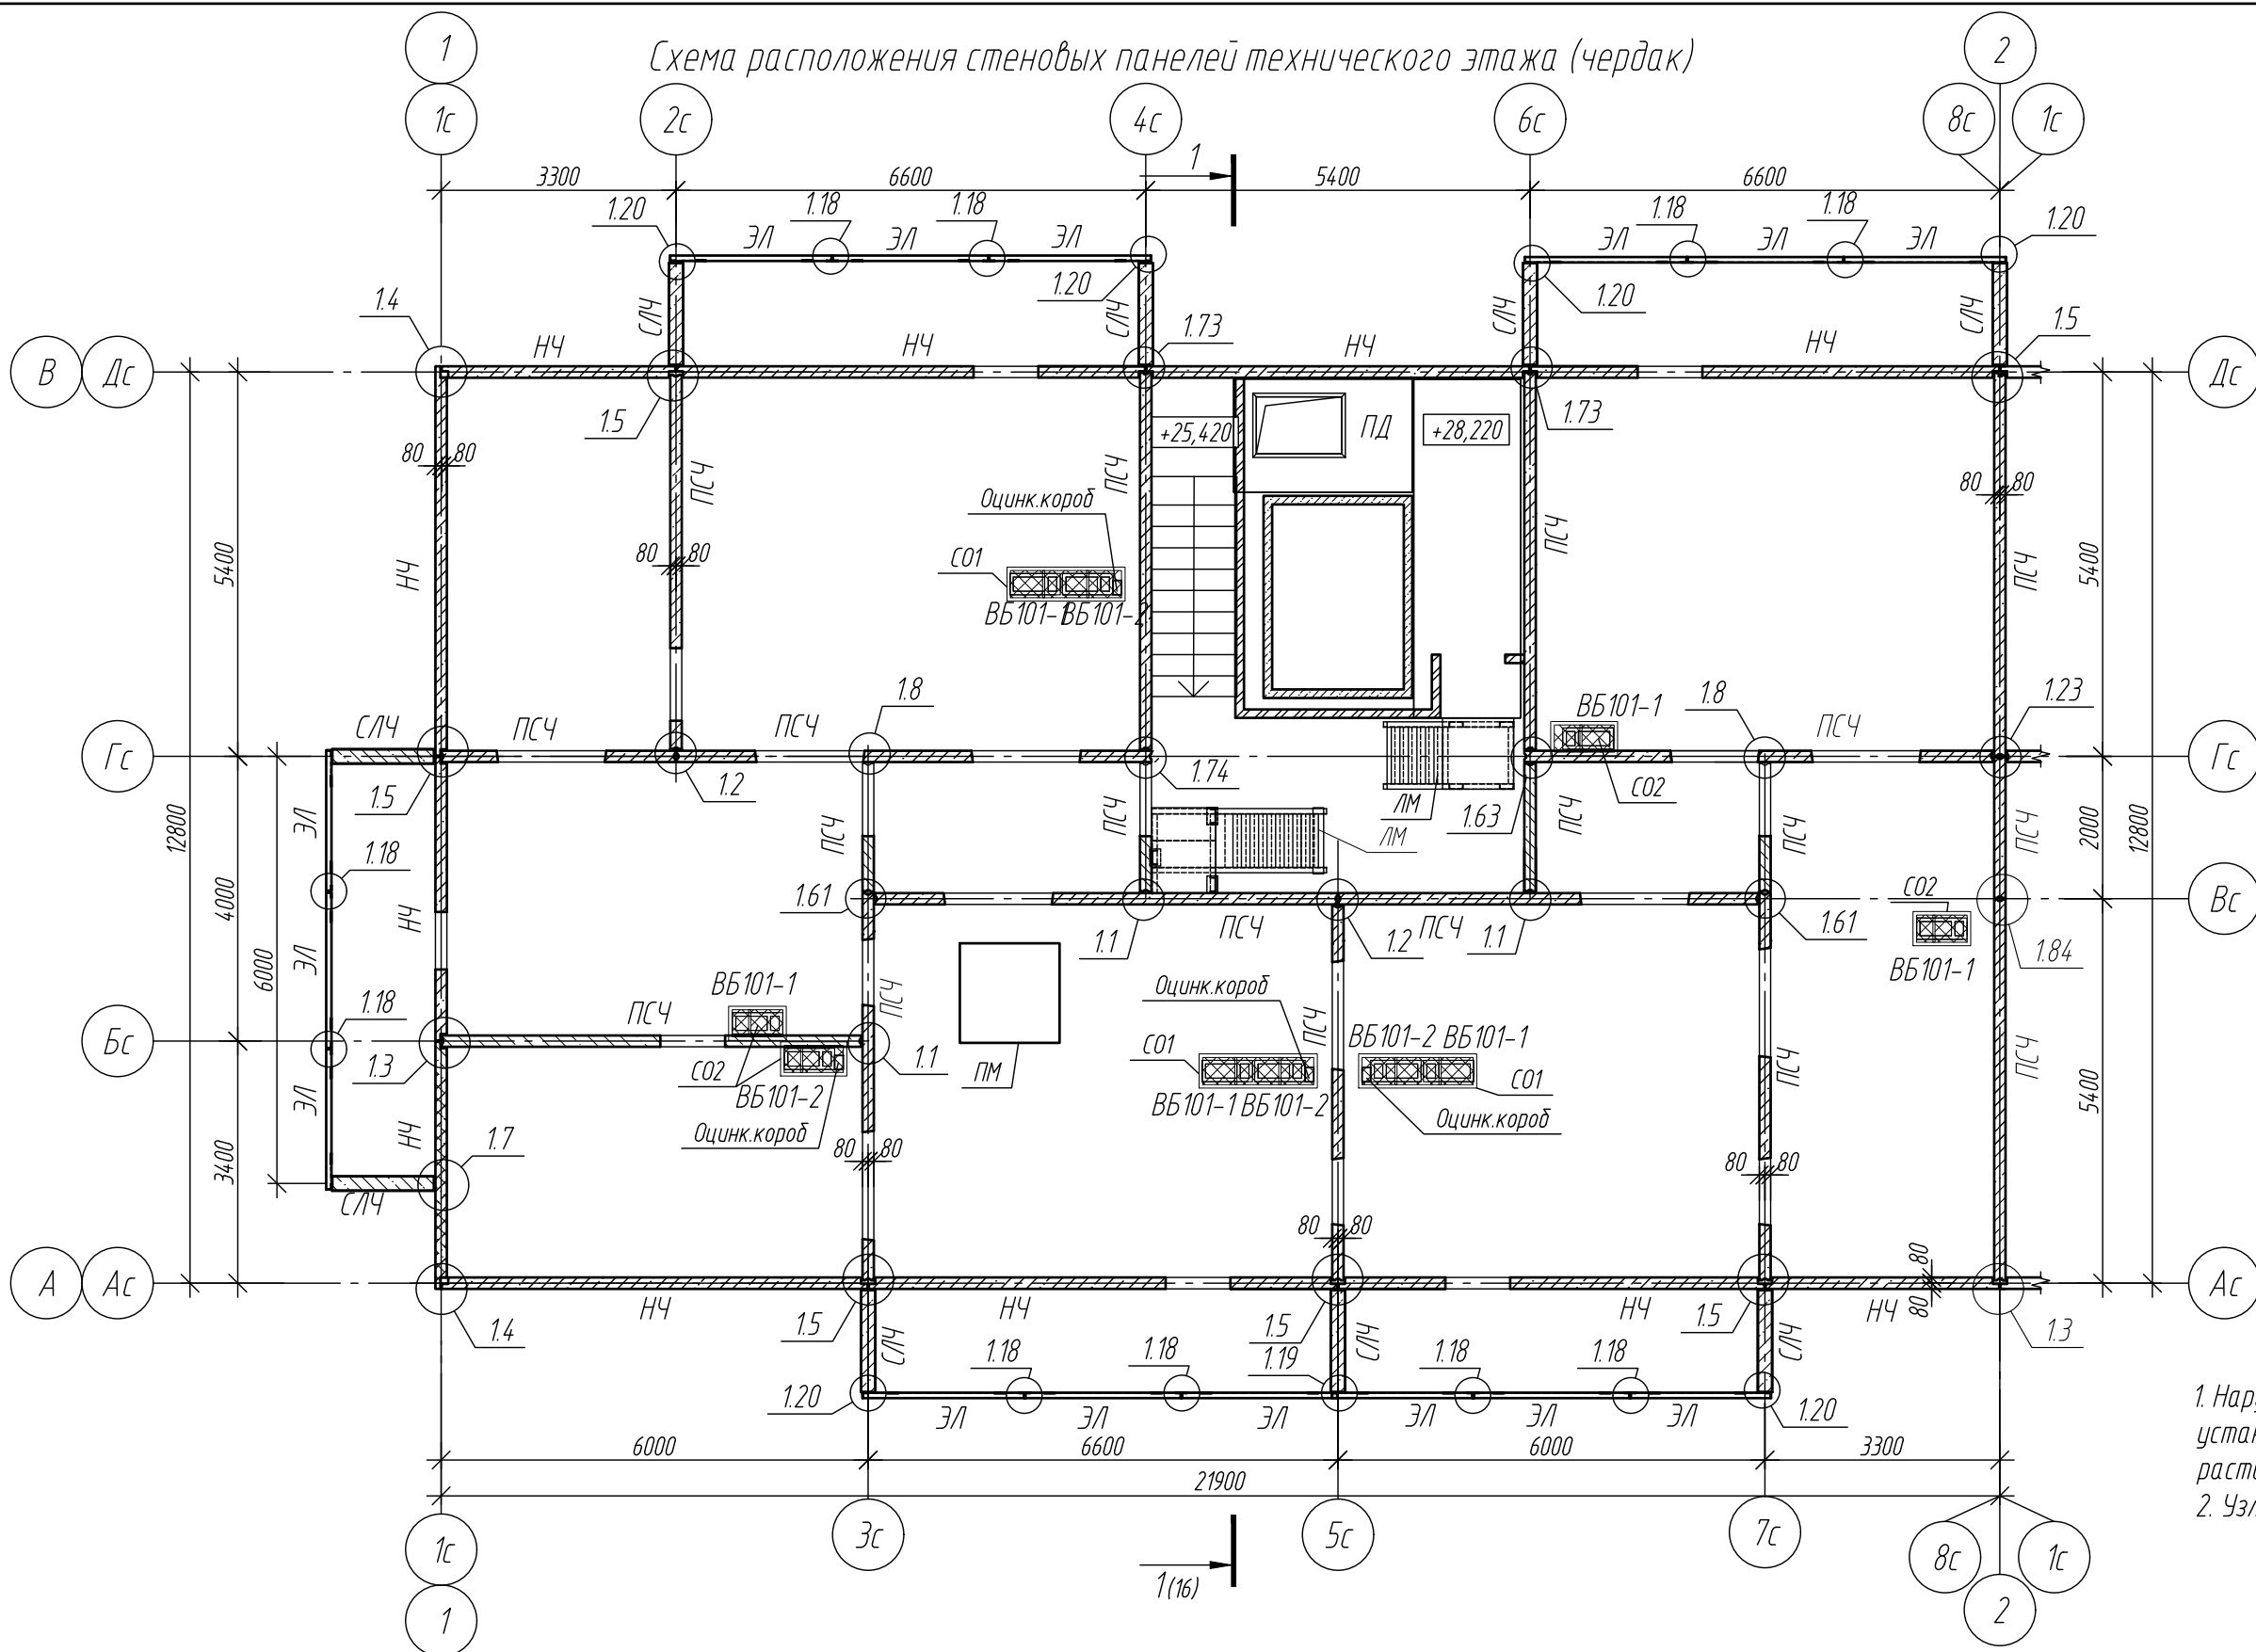 1 2
Схема расположения стеновых панелей технического этажа (чердак)
1с 2с 4с 6с 8с 1с
1
3300 6600 5400 6600
1.20 1.18 1.18 1.18 1.18 1.20
ЭЛ ЭЛ ЭЛ ЭЛ ЭЛ ЭЛ
1.20 1.20
1.4 СЛЧ СЛЧ 1.73 СЛЧ СЛЧ 1.5
НЧ НЧ НЧ НЧ
В Дс Дс
1.5 1.73
+25,420 ПД +28,220
80 80 ПСЧ ПСЧ 80 80
Оцинк.короб
5400 НЧ 80 80 СО1 ПСЧ ПСЧ 5400
ВБ101-1 ВБ101-2
1.8 ВБ101-1 1.8 1.23
СЛЧ ПСЧ ПСЧ ПСЧ
Гс Гс
1.5 1.2 1.74 СО2
12800 ЭЛ ПСЧ ПСЧ ЛМ 1.63 ПСЧ ПСЧ ПСЧ 2000 12800
ЛМ
1.18
4000 НЧ 1.61 СО2 Вс
ПСЧ ПСЧ
1.1 1.2 1.1 1.61 1.84
6000 ЭЛ ВБ101-1 ПСЧ Оцинк.короб ВБ101-1
1.18 ПСЧ ПСЧ
Бс ВБ101-2 ВБ101-1
1.3 СО2 1.1 ПМ СО1 СО1 ПСЧ ПСЧ 5400
ЭЛ ВБ101-2 ВБ101-1 ВБ101-2
НЧ Оцинк.короб Оцинк.короб
3400 1.7 80 80 80 80
СЛЧ
80 80 80
А Ас Ас
НЧ НЧ НЧ НЧ 80
1.4 1.5 1.5 1.5 1.3
СЛЧ СЛЧ СЛЧ
1.18 1.18 1.19 1.18 1.18
1.20 1.20
ЭЛ ЭЛ ЭЛ ЭЛ ЭЛ ЭЛ
6000 6600 6000 3300
21900
1с 3с 5с 7с 8с 1с
1(16)
1 2
1.
2.